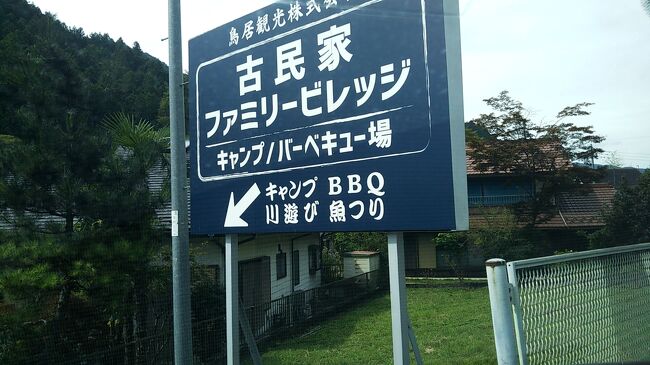 鳥居観光株式会
古民家
ファミリービレッジ
キャンプ/バーベキュー場
キャンプ BBQ
川遊び 魚つり